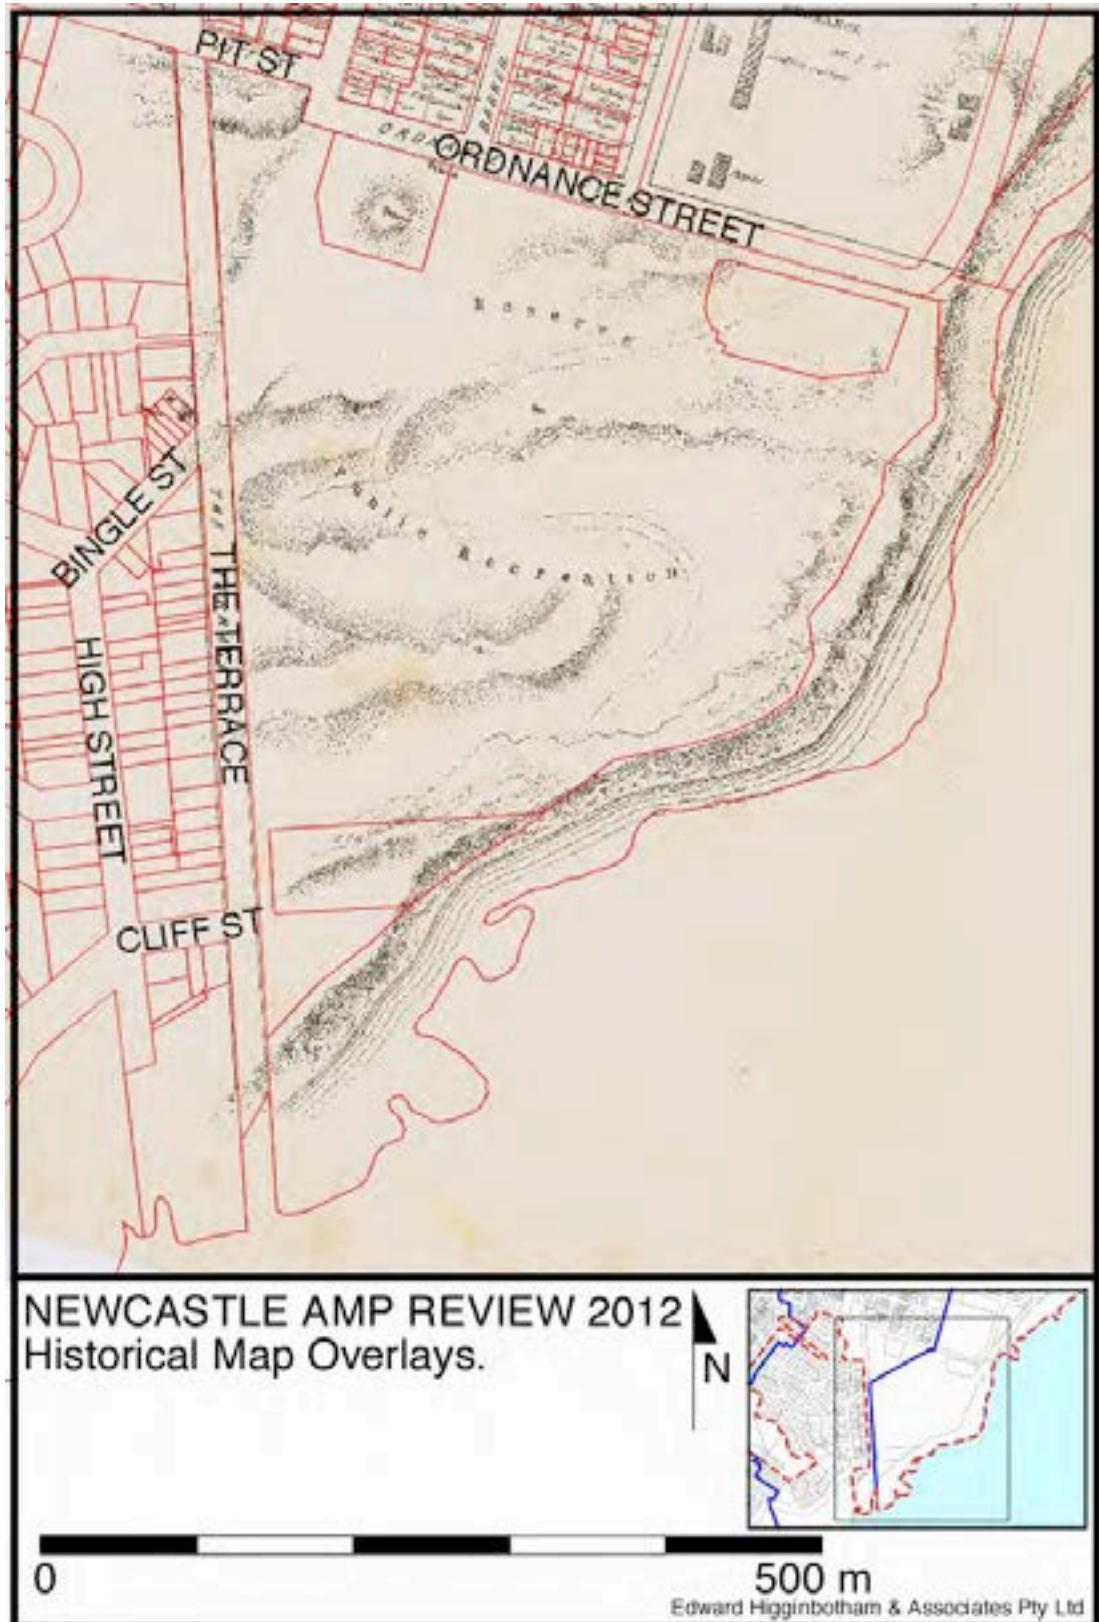 PIT ST
ORDNANCE STREET
Reserve
BINGLE ST
Public Recreation
THE
THE TERRACE
HIGH STREET
CLIFF ST
NEWCASTLE AMP REVIEW 2012
Historical Map Overlays.
N
0
500 m
Edward Higginbotham & Associates Pty Ltd